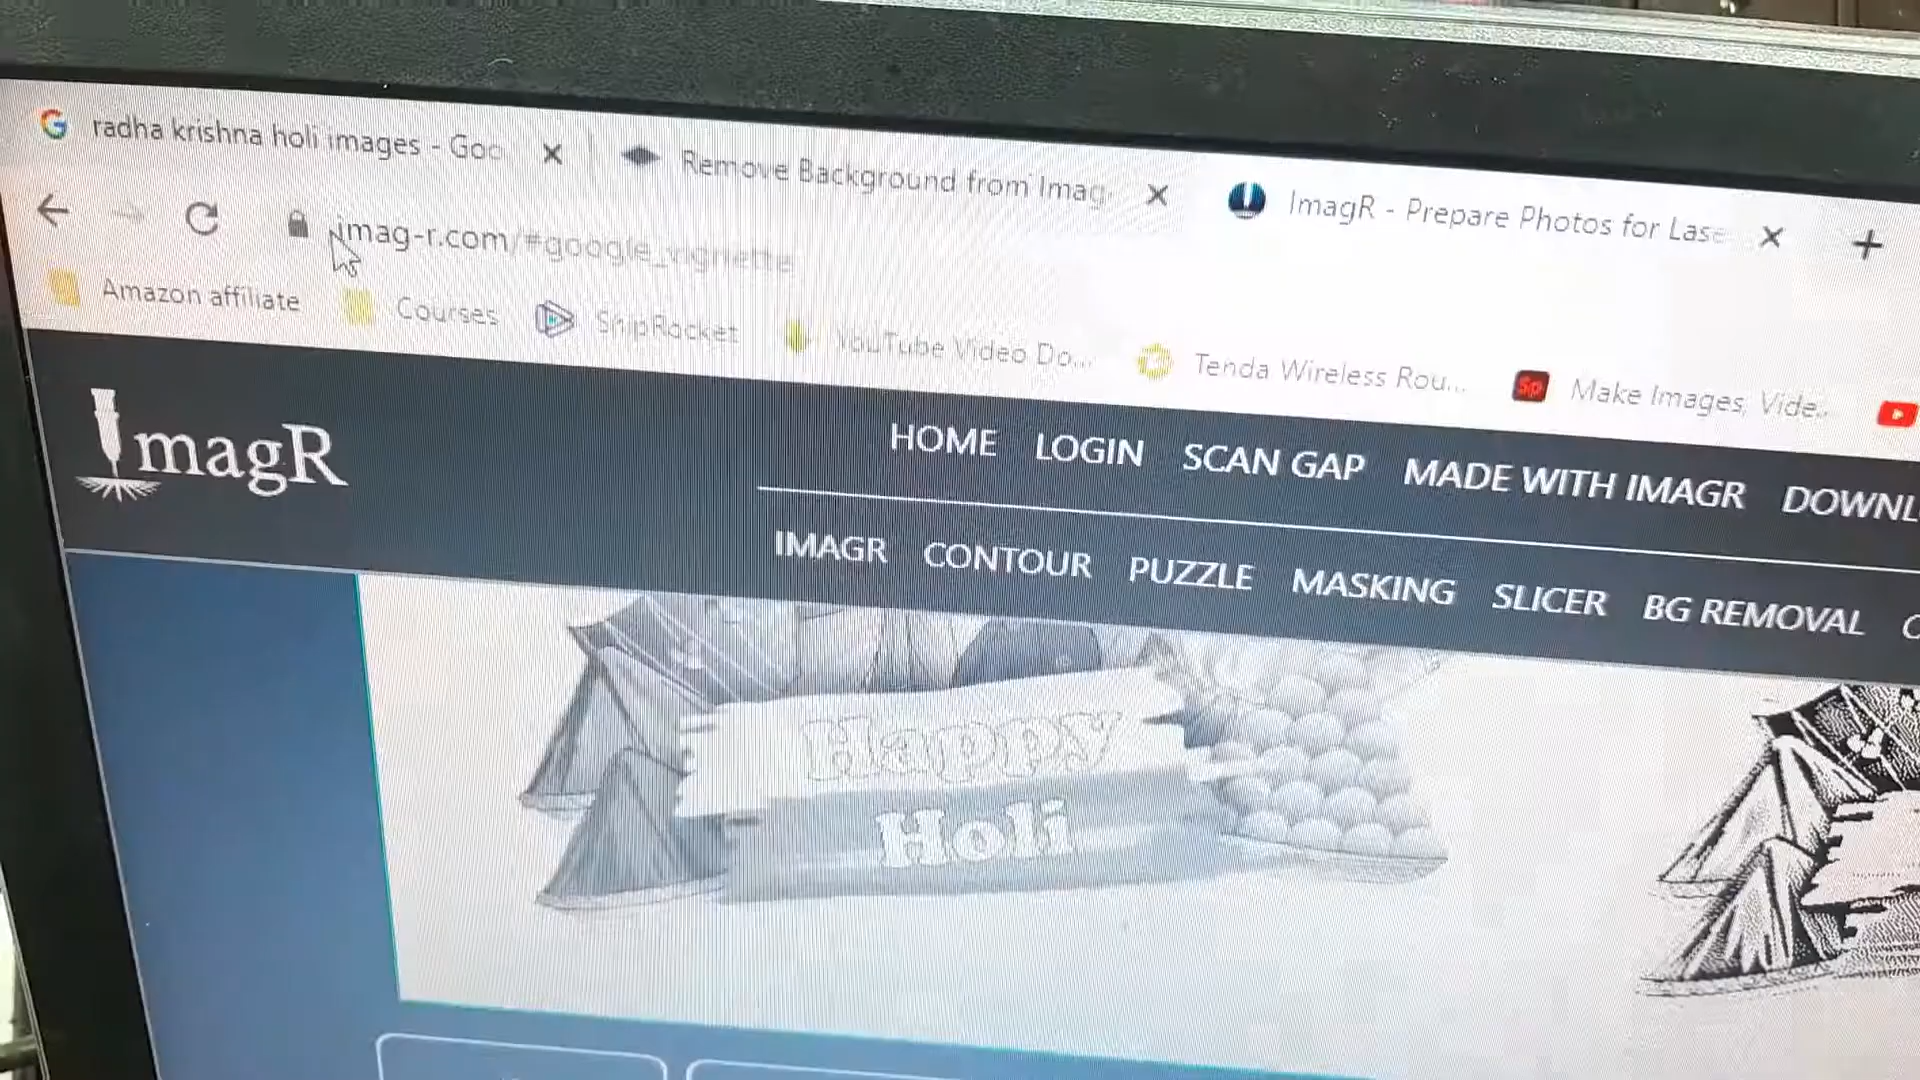 radha krishna holi images - Goo
Remove Background from Imag
ImagR - Prepare Photos for Lase
imag-r.com/#google_vignette
Amazon affiliate
Courses
ShipRocket
YouTube Video Do...
Tenda Wireless Rou...
Sp
Make Images, Vide...
ImagR
HOME LOGIN SCAN GAP MADE WITH IMAGR DOWNL
IMAGR CONTOUR PUZZLE MASKING SLICER BG REMOVAL C
Happy
Holi